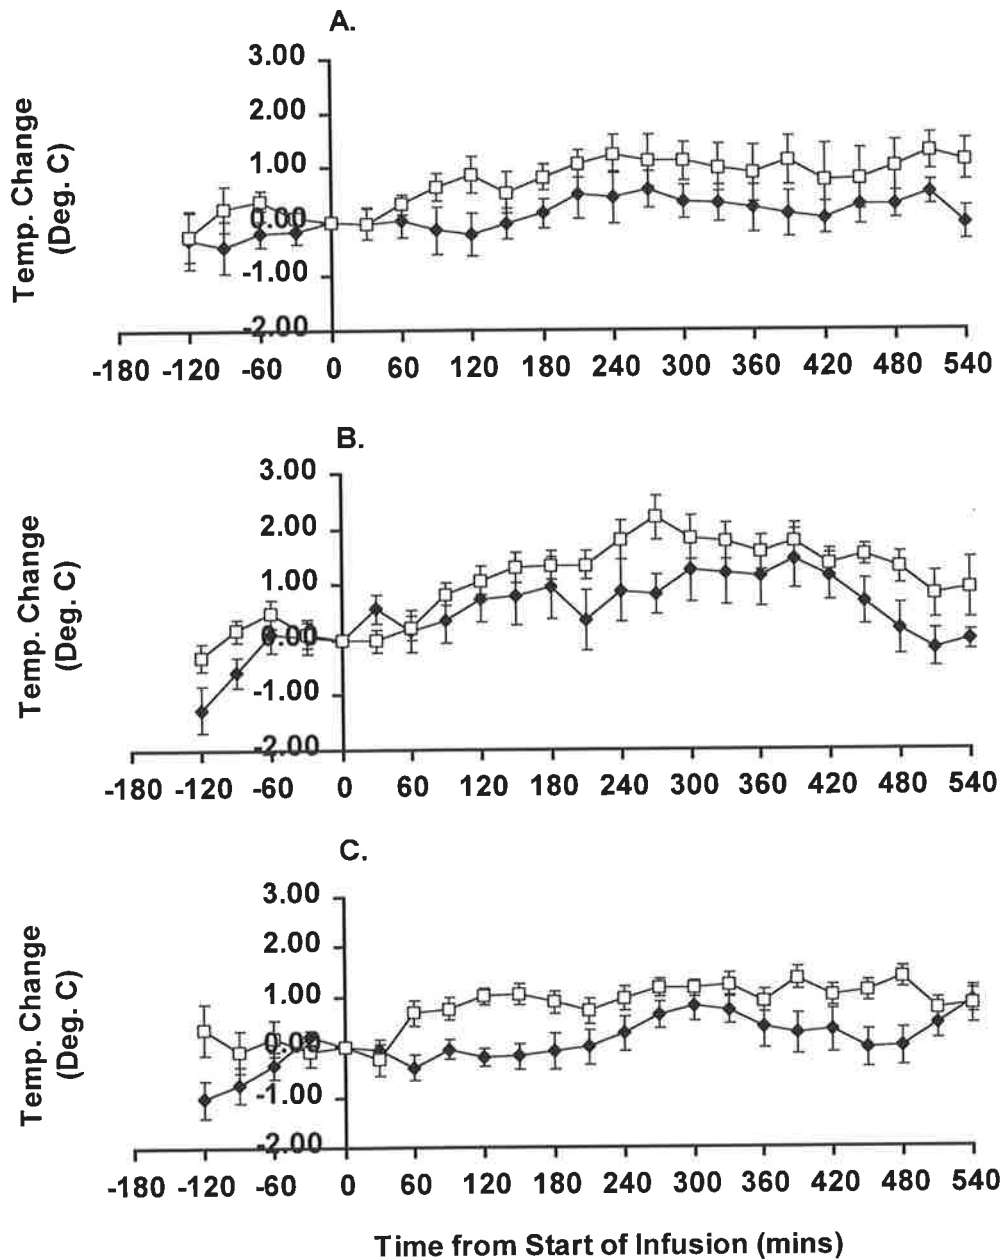 A.
3.00
2.00
1.00
0.00
-1.00
-2.00
Temp. Change
(Deg. C)
-180 -120 -60 0 60 120 180 240 300 360 420 480 540
B.
3.00
2.00
1.00
0.00
-1.00
-2.00
Temp. Change
(Deg. C)
-180 -120 -60 0 60 120 180 240 300 360 420 480 540
C.
3.00
2.00
1.00
0.00
-1.00
-2.00
Temp. Change
(Deg. C)
-180 -120 -60 0 60 120 180 240 300 360 420 480 540
Time from Start of Infusion (mins)